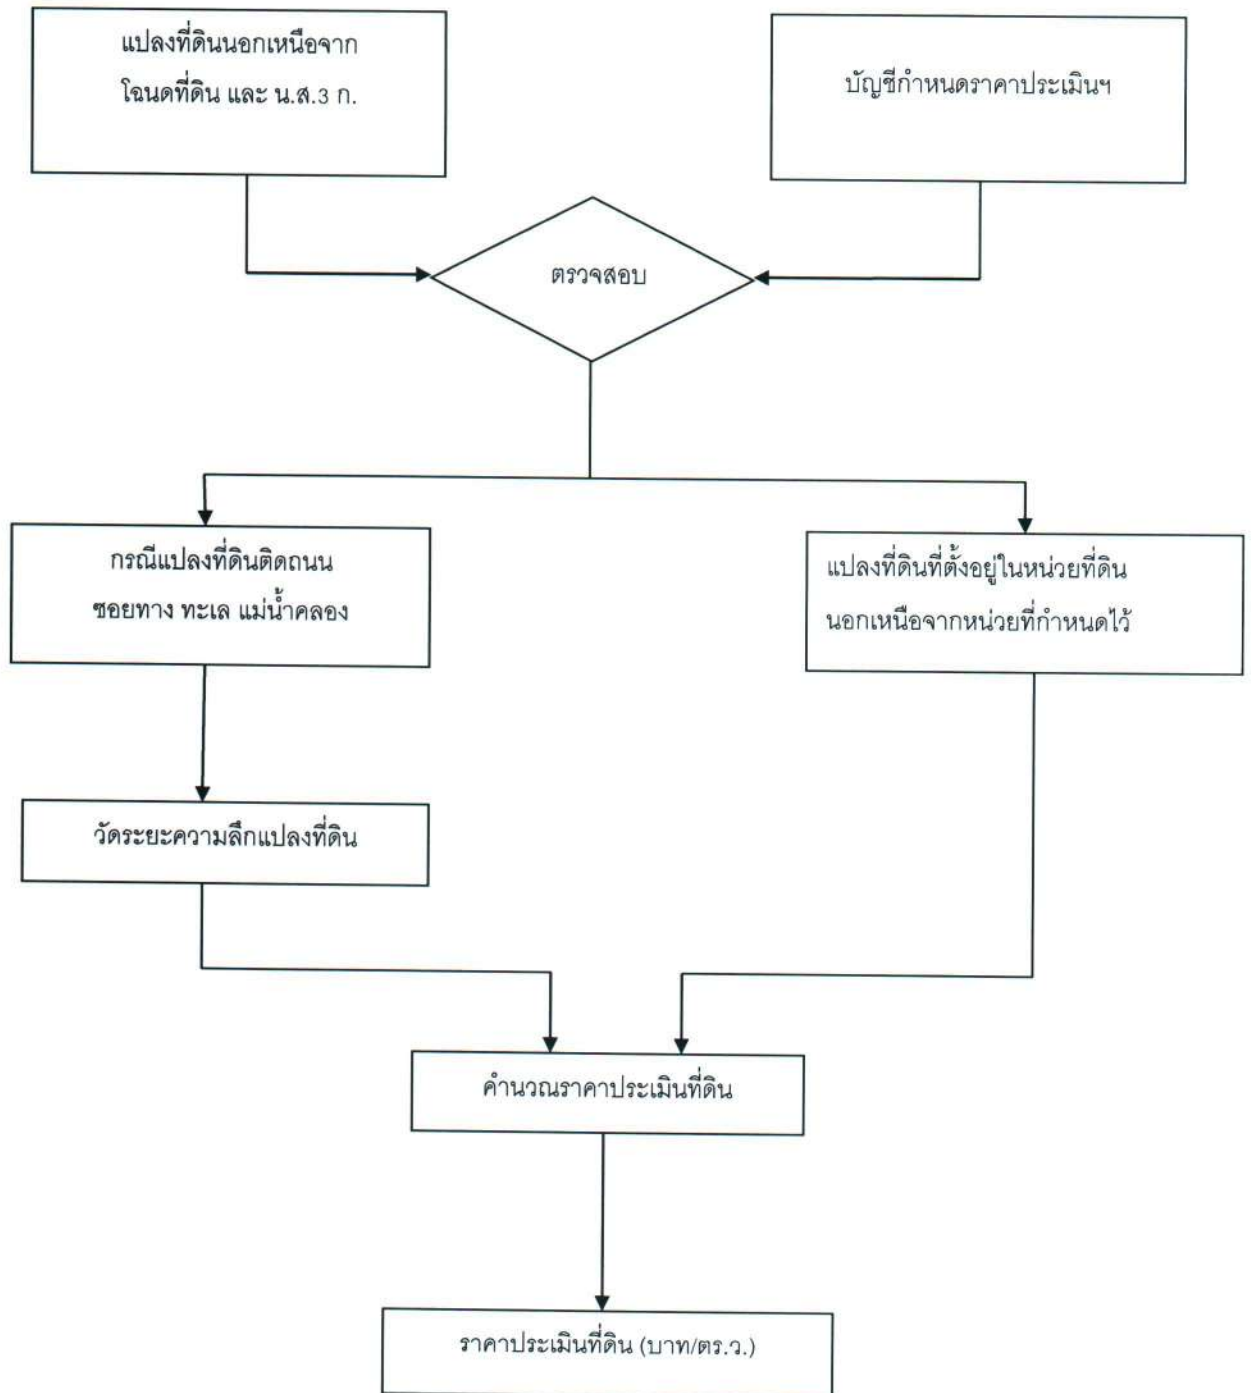 แปลงที่ดินนอกเหนือจาก
โฉนดที่ดิน และ น.ส.3 ก.
บัญชีกำหนดราคาประเมินฯ
ตรวจสอบ
กรณีแปลงที่ดินติดถนน
ซอยทาง ทะเล แม่น้ำคลอง
แปลงที่ดินที่ตั้งอยู่ในหน่วยที่ดิน
นอกเหนือจากหน่วยที่กำหนดไว้
วัดระยะความลึกแปลงที่ดิน
คำนวณราคาประเมินที่ดิน
ราคาประเมินที่ดิน (บาท/ตร.ว.)